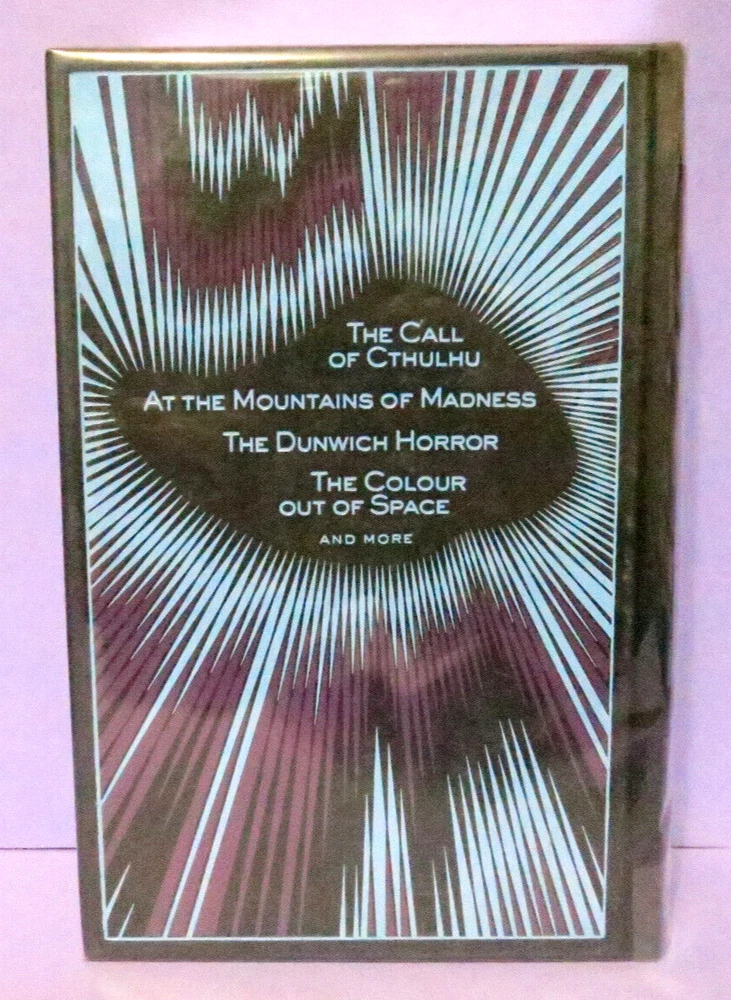 The Call
of Cthulhu
At the Mountains of Madness
The Dunwich Horror
The Colour
out of Space
and more